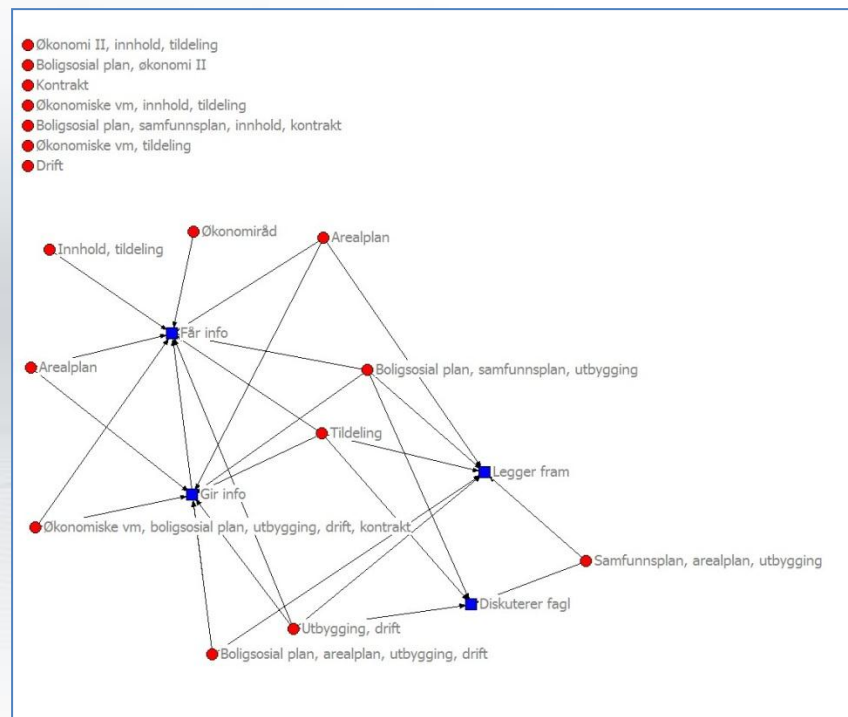 Økonomi II, innhold, tildeling
Boligsosial plan, økonomi II
Kontrakt
Økonomiske vm, innhold, tildeling
Boligsosial plan, samfunnsplan, innhold, kontrakt
Økonomiske vm, tildeling
Drift
Økonomiråd
Arealplan
Innhold, tildeling
Får info
Arealplan
Boligsosial plan, samfunnsplan, utbygging
Tildeling
Legger fram
Gir info
Økonomiske vm, boligsosial plan, utbygging, drift, kontrakt
Samfunnsplan, arealplan, utbygging
Diskuterer fagl
Utbygging, drift
Boligsosial plan, arealplan, utbygging, drift